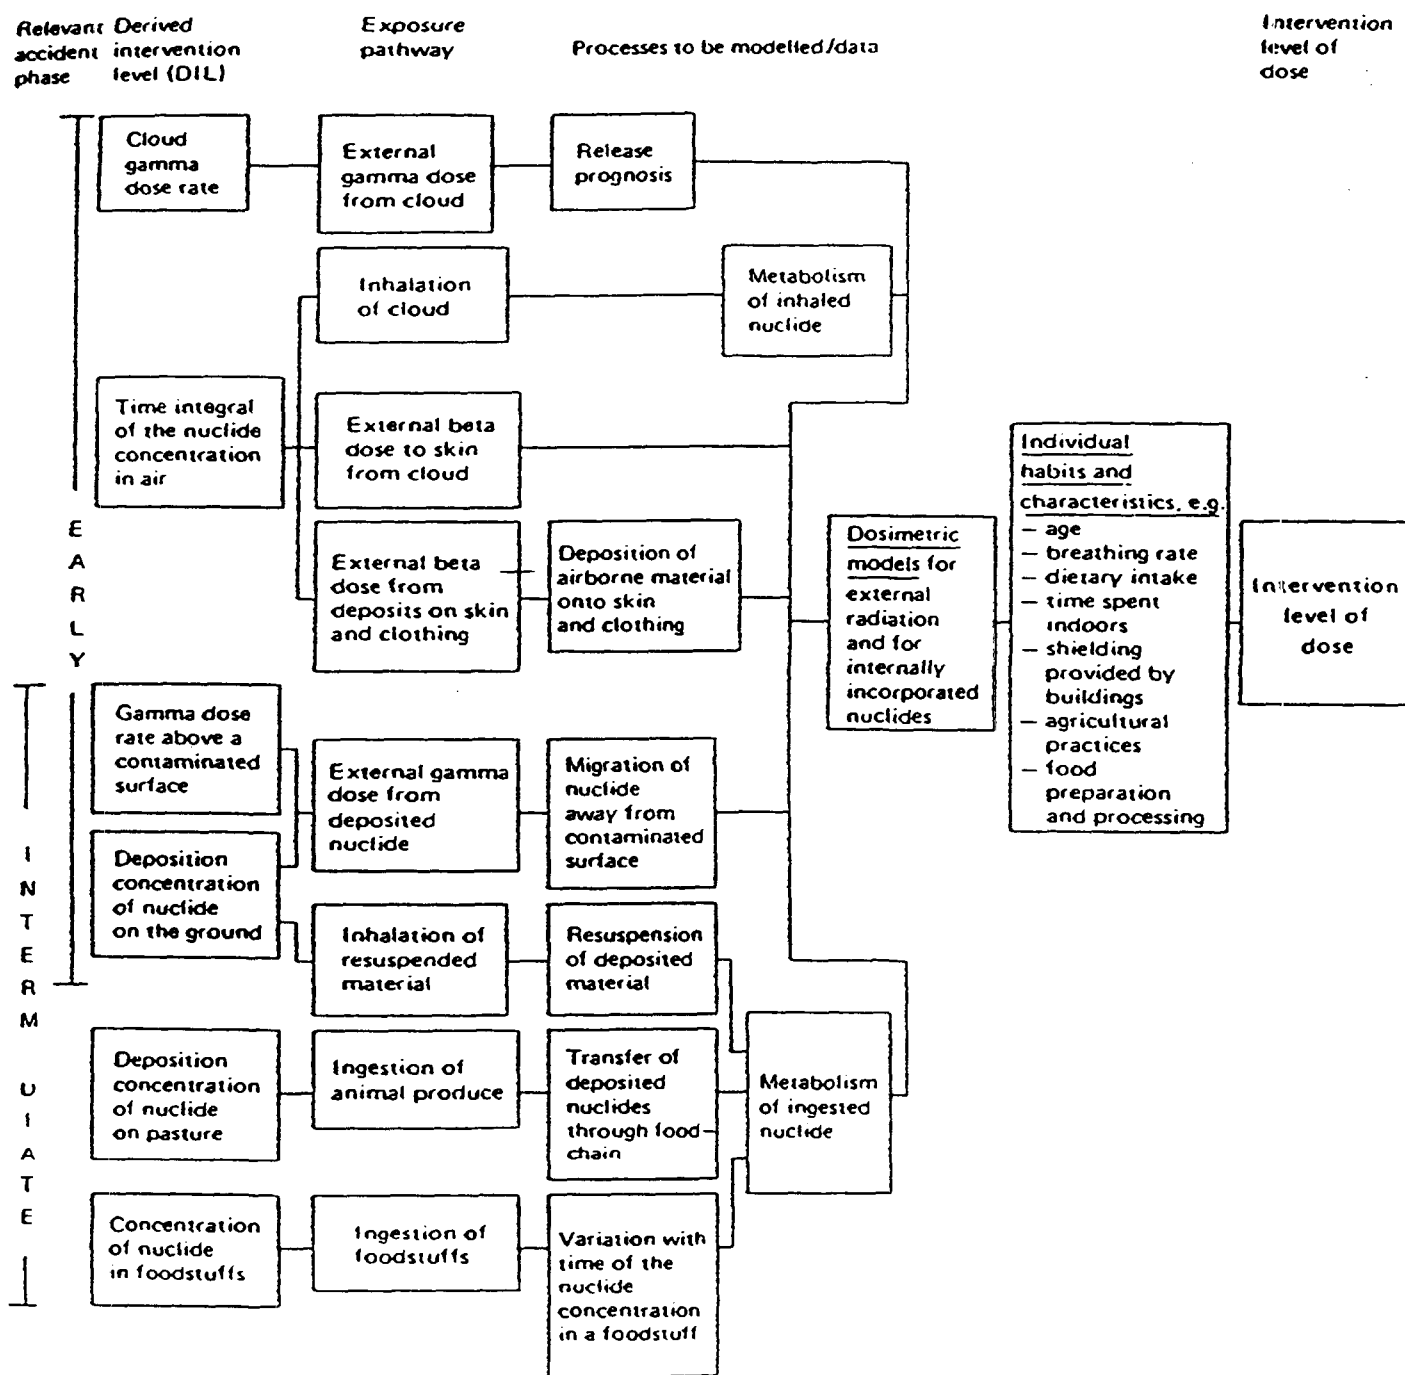 Relevant accident phase
Derived intervention level (DIL)
Exposure pathway
Processes to be modelled/data
Intervention level of dose
Cloud
gamma
dose rate
External
gamma dose
from cloud
Release
prognosis
Inhalation
of cloud
Metabolism
of inhaled
nuclide
Time integral
of the nuclide
concentration
in air
External beta
dose to skin
from cloud
External beta
dose from
deposits on skin
and clothing
Deposition of
airborne material
onto skin
and clothing
Dosimetric
models for
external
radiation
and for
internally
incorporated
nuclides
Individual
habits and
characteristics, e.g.
– age
– breathing rate
– dietary intake
– time spent
indoors
– shielding
provided by
buildings
– agricultural
practices
– food
preparation
and processing
Intervention
level of
dose
EARLY
Gamma dose
rate above a
contaminated
surface
External gamma
dose from
deposited
nuclide
Migration of
nuclide
away from
contaminated
surface
Deposition
concentration
of nuclide
on the ground
Inhalation of
resuspended
material
Resuspension
of deposited
material
Deposition
concentration
of nuclide
on pasture
Ingestion of
animal produce
Transfer of
deposited
nuclides
through food
chain
Metabolism
of ingested
nuclide
Concentration
of nuclide
in foodstuffs
Ingestion of
foodstuffs
Variation with
time of the
nuclide
concentration
in a foodstuff
INTERM DIATE